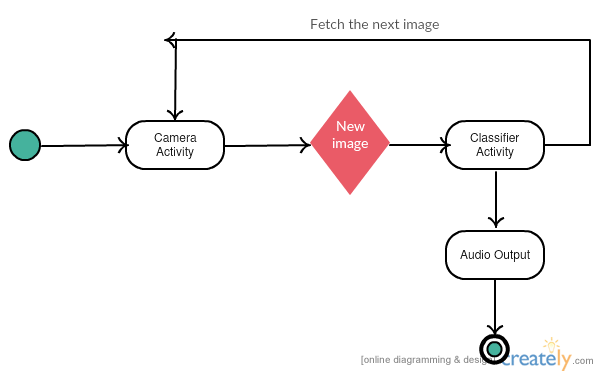 Fetch the next image
Camera
Activity
New
image
Classifier
Activity
Audio Output
[online diagramming & design]
creately.com